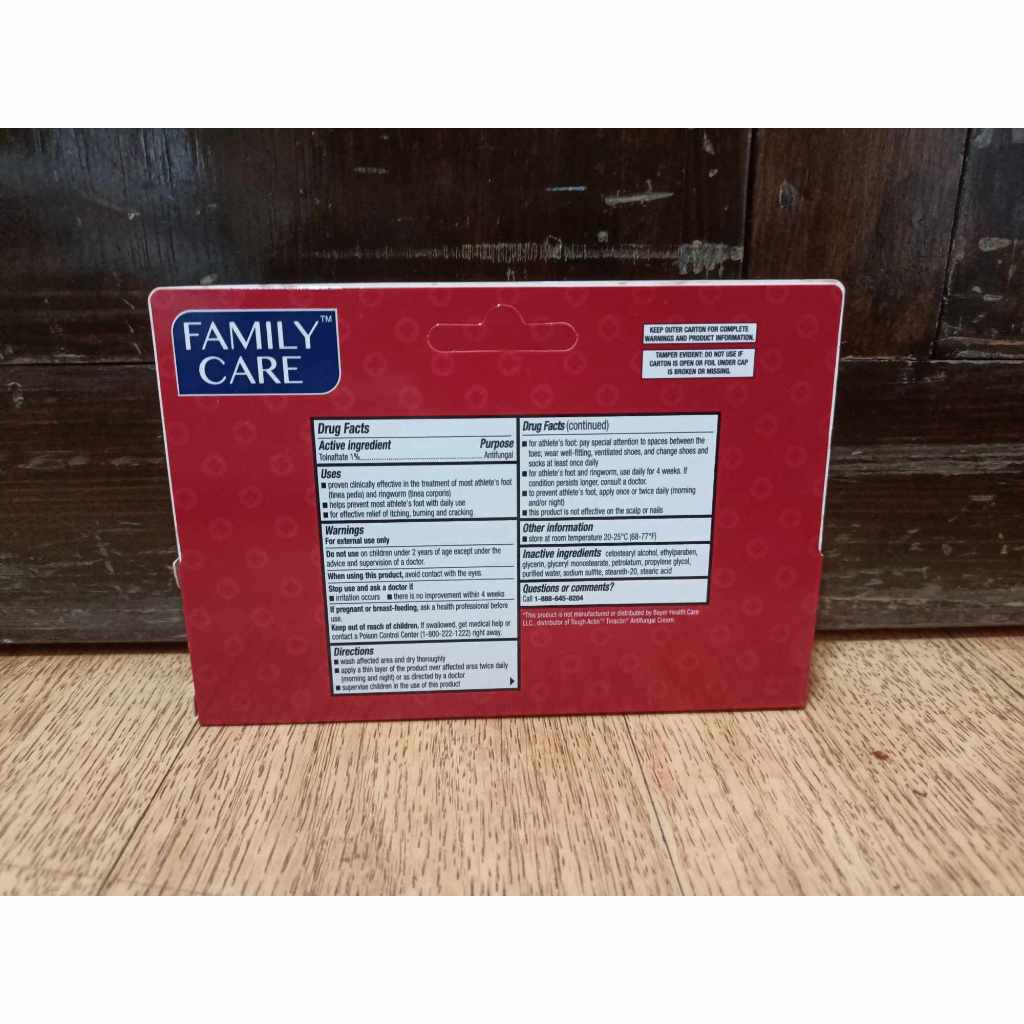 FAMILY™
CARE
KEEP OUTER CARTON FOR COMPLETE
WARNINGS AND PRODUCT INFORMATION.
TAMPER EVIDENT: DO NOT USE IF
CARTON IS OPEN OR FOIL UNDER CAP
IS BROKEN OR MISSING.
Drug Facts
Active ingredient Purpose
Tolnaftate 1%........................................Antifungal
Uses
■ proven clinically effective in the treatment of most athlete's foot
(tinea pedia) and ringworm (tinea corporis)
■ helps prevent most athlete's foot with daily use
■ for effective relief of itching, burning and cracking
Warnings
For external use only
Do not use on children under 2 years of age except under the
advice and supervision of a doctor.
When using this product, avoid contact with the eyes
Stop use and ask a doctor if
■ irritation occurs ■ there is no improvement within 4 weeks
If pregnant or breast-feeding, ask a health professional before
use.
Keep out of reach of children. If swallowed, get medical help or
contact a Poison Control Center (1-800-222-1222) right away.
Directions
■ wash affected area and dry thoroughly
■ apply a thin layer of the product over affected area twice daily
(morning and night) or as directed by a doctor
■ supervise children in the use of this product
Drug Facts (continued)
■ for athlete's foot: pay special attention to spaces between the
toes; wear well-fitting, ventilated shoes, and change shoes and
socks at least once daily
■ for athlete's foot and ringworm, use daily for 4 weeks. If
condition persists longer, consult a doctor.
■ to prevent athlete's foot, apply once or twice daily (morning
and/or night)
■ this product is not effective on the scalp or nails
Other information
■ store at room temperature 20-25°C (68-77°F)
Inactive ingredients cetostearyl alcohol, ethylparaben,
glycerin, glyceryl monostearate, petrolatum, propylene glycol,
purified water, sodium sulfite, steareth-20, stearic acid
Questions or comments?
Call 1-888-645-8204
*This product is not manufactured or distributed by Bayer Health Care
LLC., distributor of Tough Actin'™ Tinactin® Antifungal Cream.